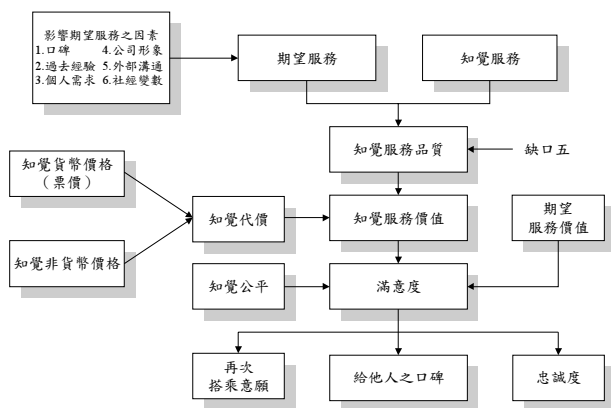 影響期望服務之因素
1.口碑 4.公司形象
2.過去經驗 5.外部溝通
3.個人需求 6.社經變數
期望服務
知覺服務
知覺服務品質
缺口五
知覺貨幣價格
（票價）
知覺非貨幣價格
知覺代價
知覺服務價值
期望
服務價值
知覺公平
滿意度
再次
搭乘意願
給他人之口碑
忠誠度